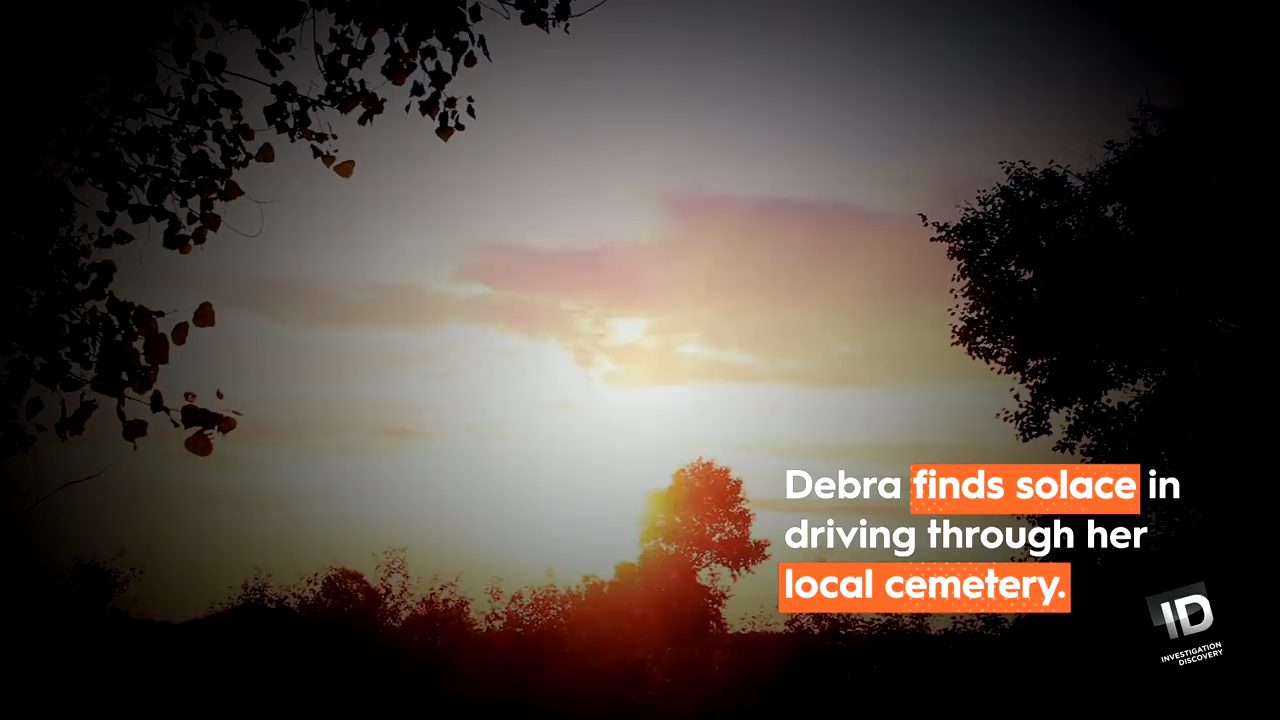 Debra finds solace in
driving through her
local cemetery.
ID
INVESTIGATION
DISCOVERY